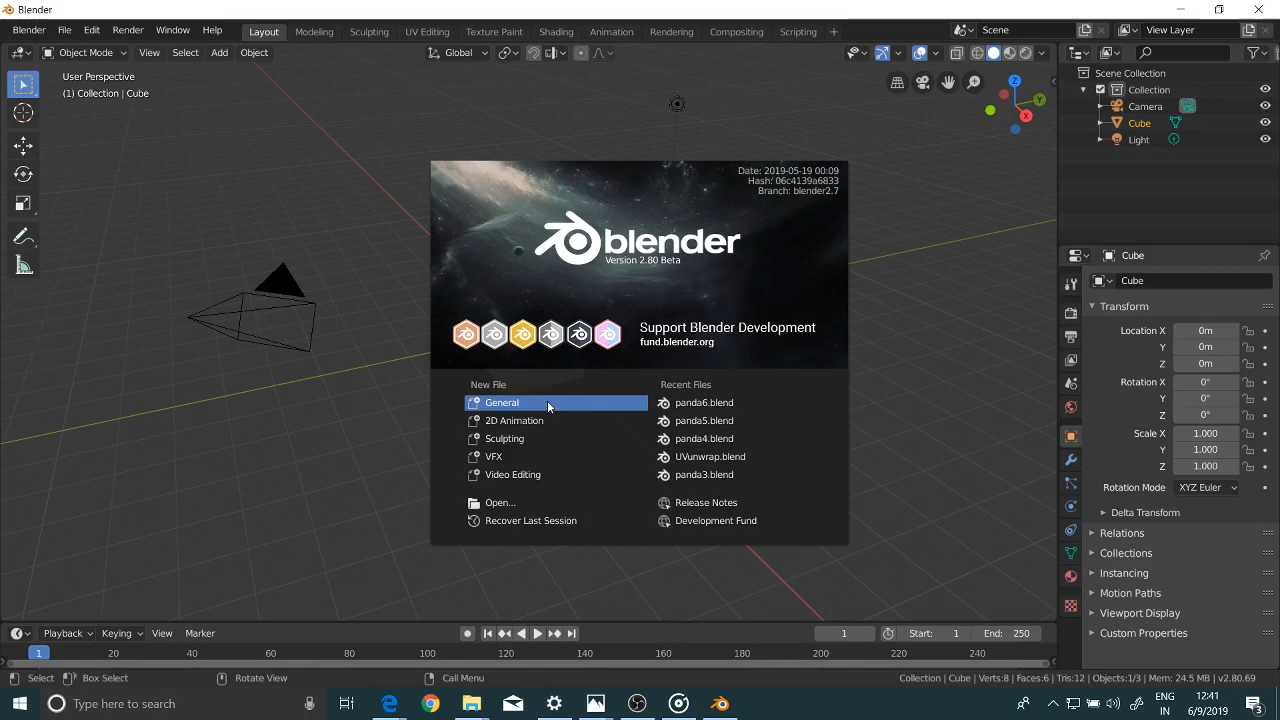 Blender
Blender File Edit Render Window Help Layout Modeling Sculpting UV Editing Texture Paint Shading Animation Rendering Compositing Scripting + Scene View Layer
Object Mode View Select Add Object Global
User Perspective
(1) Collection | Cube
Z
Y
X
Scene Collection
Collection
Camera
Cube
Light
Date: 2019-05-19 00:09
Hash: 06c4139a6833
Branch: blender2.7
blender
Version 2.80 Beta
Support Blender Development
fund.blender.org
New File Recent Files
General panda6.blend
2D Animation panda5.blend
Sculpting panda4.blend
VFX UVunwrap.blend
Video Editing panda3.blend
Open... Release Notes
Recover Last Session Development Fund
Cube
Cube
Transform
Location X 0m
Y 0m
Z 0m
Rotation X 0°
Y 0°
Z 0°
Scale X 1.000
Y 1.000
Z 1.000
Rotation Mode XYZ Euler
Delta Transform
Relations
Collections
Instancing
Motion Paths
Viewport Display
Custom Properties
Playback Keying View Marker 1 Start: 1 End: 250
1 20 40 60 80 100 120 140 160 180 200 220 240
Select Box Select Rotate View Call Menu Collection | Cube | Verts:8 | Faces:6 | Tris:12 | Objects:1/3 | Mem: 24.5 MB | v2.80.69
Type here to search
ENG 12:41
IN 6/9/2019 3